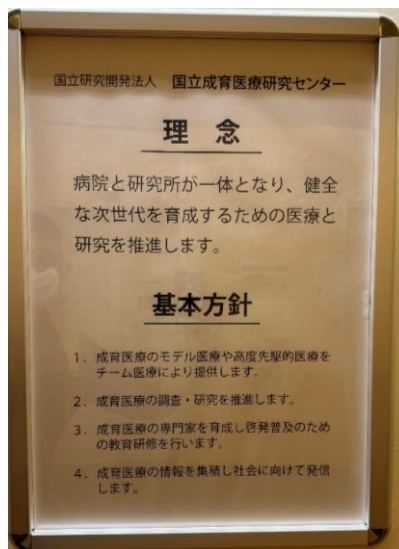 国立研究開発法人 国立成育医療研究センター
理 念
病院と研究所が一体となり、健全
な次世代を育成するための医療と
研究を推進します。
基本方針
1．成育医療のモデル医療や高度先駆的医療を
チーム医療により提供します。
2．成育医療の調査・研究を推進します。
3．成育医療の専門家を育成し啓発普及のため
の教育研修を行います。
4．成育医療の情報を集積し社会に向けて発信
します。